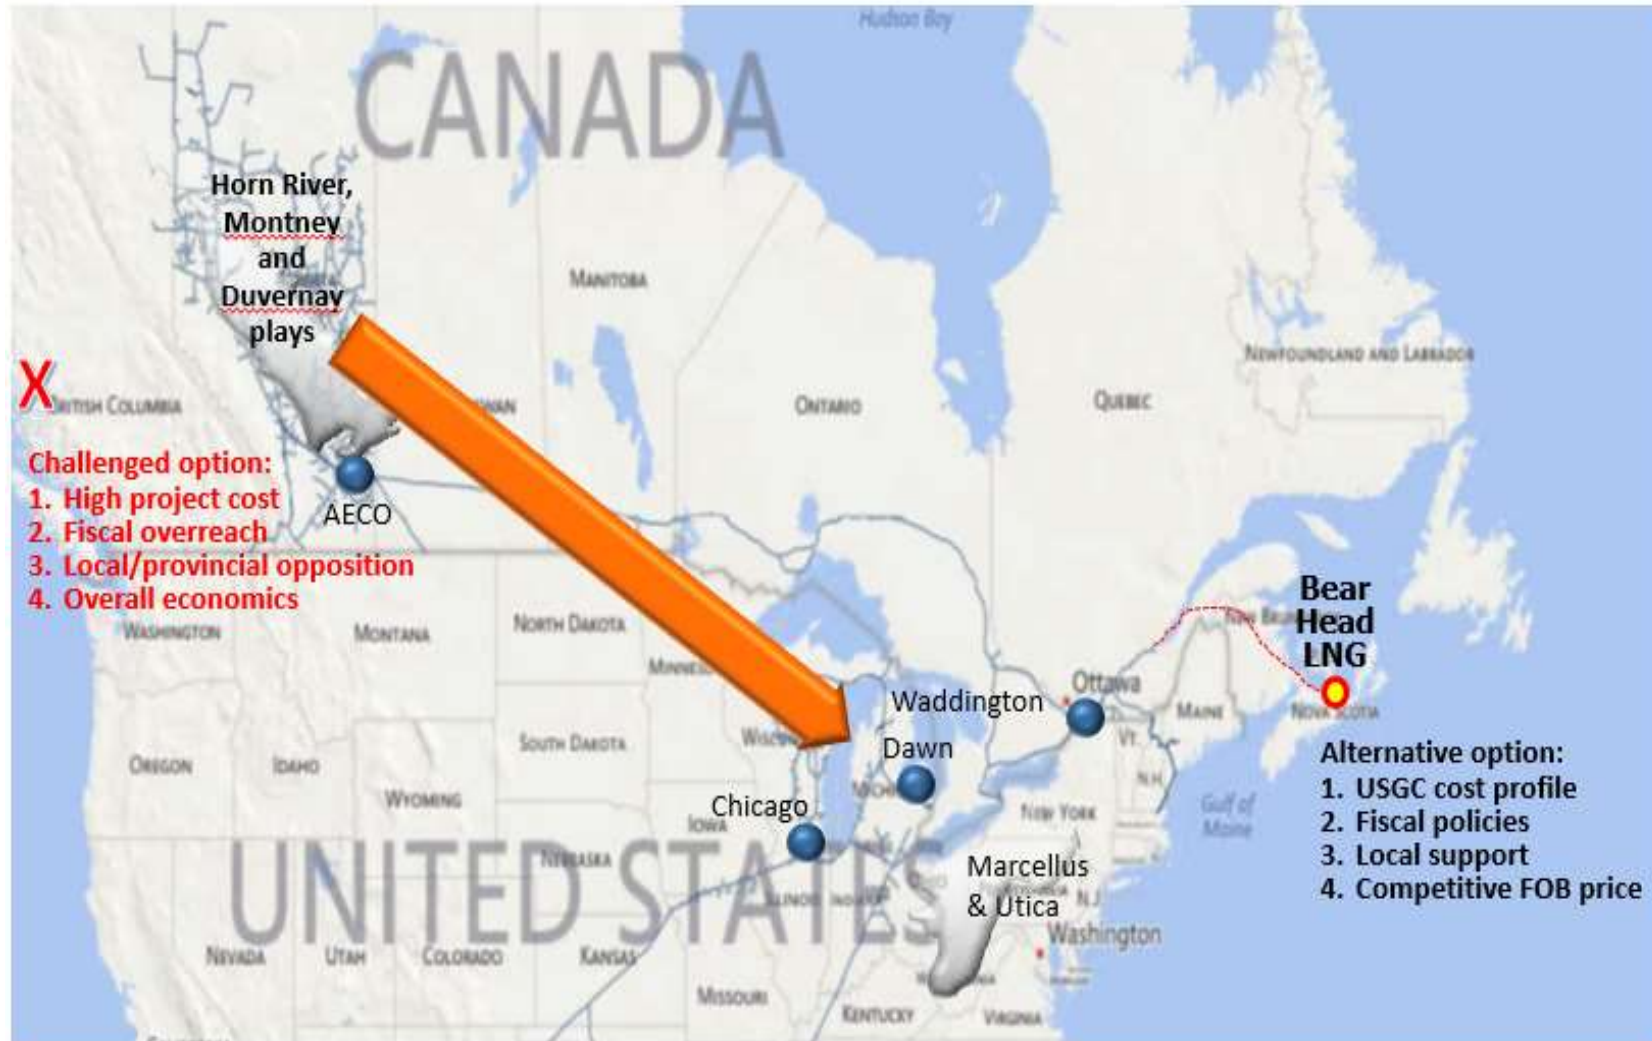 Hudson Bay
CANADA
Horn River,
Montney
and
Duvernay
plays
MANITOBA
NEWFOUNDLAND AND LABRADOR
X
BRITISH COLUMBIA
ONTARIO
QUEBEC
Challenged option:
1. High project cost
2. Fiscal overreach
3. Local/provincial opposition
4. Overall economics
AECO
Bear
Head
LNG
WASHINGTON
MONTANA
NORTH DAKOTA
Ottawa
Waddington
MAINE
NOVA SCOTIA
SOUTH DAKOTA
Dawn
VT.
OREGON
IDAHO
Alternative option:
1. USGC cost profile
2. Fiscal policies
3. Local support
4. Competitive FOB price
N.H.
WYOMING
Chicago
IOWA
NEW YORK
Gulf of
Maine
UNITED STATES
NEBRASKA
Marcellus
& Utica
N.J.
Washington
NEVADA
UTAH
COLORADO
KANSAS
MISSOURI
KENTUCKY
VIRGINIA